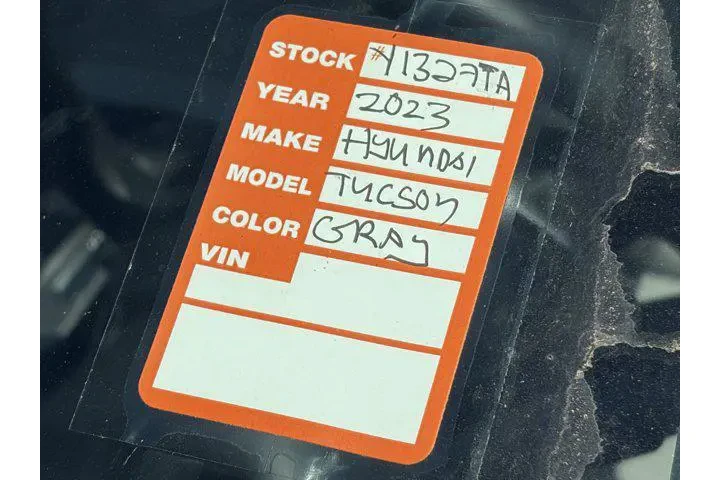 STOCK #Y1327TA
YEAR 2023
MAKE HYUNDAI
MODEL TUCSON
COLOR GRAY
VIN